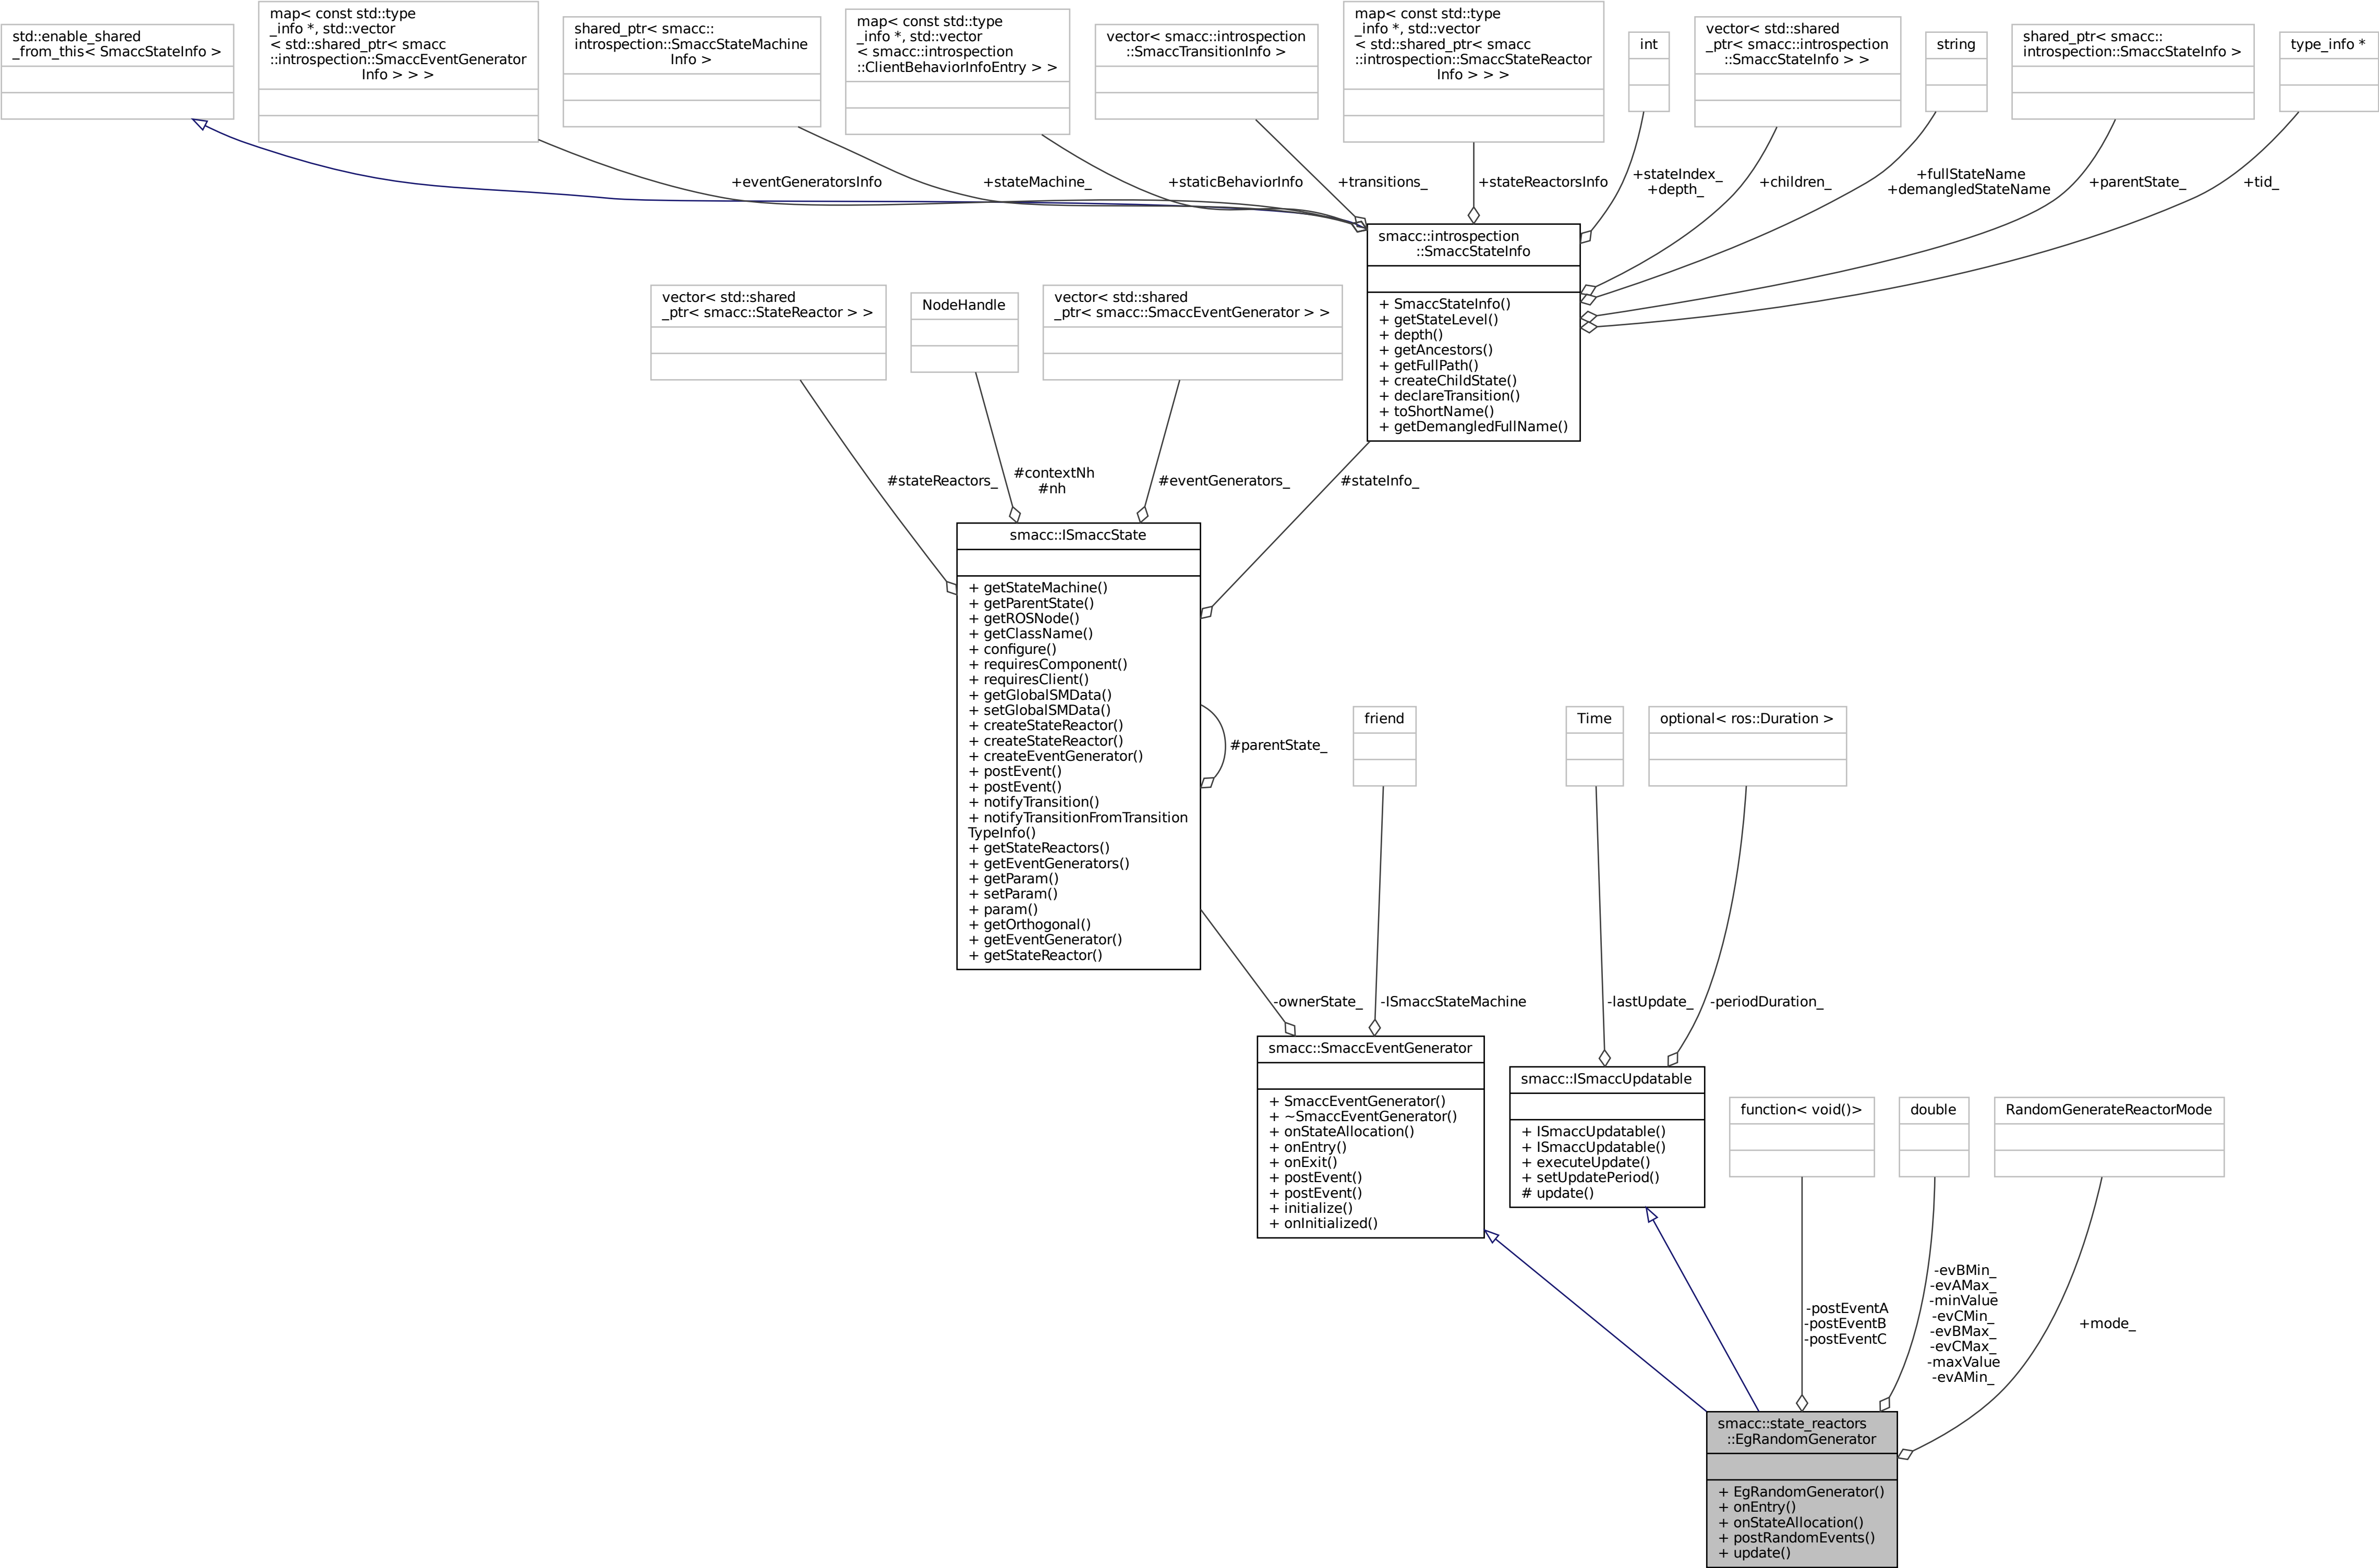 std::enable_shared
_from_this< SmaccStateInfo >
map< const std::type
_info *, std::vector
< std::shared_ptr< smacc
::introspection::SmaccEventGenerator
Info > > >
shared_ptr< smacc::
introspection::SmaccStateMachine
Info >
map< const std::type
_info *, std::vector
< smacc::introspection
::ClientBehaviorInfoEntry > >
vector< smacc::introspection
::SmaccTransitionInfo >
map< const std::type
_info *, std::vector
< std::shared_ptr< smacc
::introspection::SmaccStateReactor
Info > > >
int
vector< std::shared
_ptr< smacc::introspection
::SmaccStateInfo > >
string
shared_ptr< smacc::
introspection::SmaccStateInfo >
type_info *
+eventGeneratorsInfo
+stateMachine_
+staticBehaviorInfo
+transitions_
+stateReactorsInfo
+stateIndex_
+depth_
+children_
+fullStateName
+demangledStateName
+parentState_
+tid_
smacc::introspection
::SmaccStateInfo
+ SmaccStateInfo()
+ getStateLevel()
+ depth()
+ getAncestors()
+ getFullPath()
+ createChildState()
+ declareTransition()
+ toShortName()
+ getDemangledFullName()
vector< std::shared
_ptr< smacc::StateReactor > >
NodeHandle
vector< std::shared
_ptr< smacc::SmaccEventGenerator > >
#stateReactors_
#contextNh
#nh
#eventGenerators_
#stateInfo_
smacc::ISmaccState
+ getStateMachine()
+ getParentState()
+ getROSNode()
+ getClassName()
+ configure()
+ requiresComponent()
+ requiresClient()
+ getGlobalSMData()
+ setGlobalSMData()
+ createStateReactor()
+ createStateReactor()
+ createEventGenerator()
+ postEvent()
+ postEvent()
+ notifyTransition()
+ notifyTransitionFromTransition
TypeInfo()
+ getStateReactors()
+ getEventGenerators()
+ getParam()
+ setParam()
+ param()
+ getOrthogonal()
+ getEventGenerator()
+ getStateReactor()
#parentState_
friend
Time
optional< ros::Duration >
-ownerState_
-ISmaccStateMachine
-lastUpdate_
-periodDuration_
smacc::SmaccEventGenerator
+ SmaccEventGenerator()
+ ~SmaccEventGenerator()
+ onStateAllocation()
+ onEntry()
+ onExit()
+ postEvent()
+ postEvent()
+ initialize()
+ onInitialized()
smacc::ISmaccUpdatable
+ ISmaccUpdatable()
+ ISmaccUpdatable()
+ executeUpdate()
+ setUpdatePeriod()
# update()
function< void()>
double
RandomGenerateReactorMode
-postEventA
-postEventB
-postEventC
-evBMin_
-evAMax_
-minValue
-evCMin_
-evBMax_
-evCMax_
-maxValue
-evAMin_
+mode_
smacc::state_reactors
::EgRandomGenerator
+ EgRandomGenerator()
+ onEntry()
+ onStateAllocation()
+ postRandomEvents()
+ update()